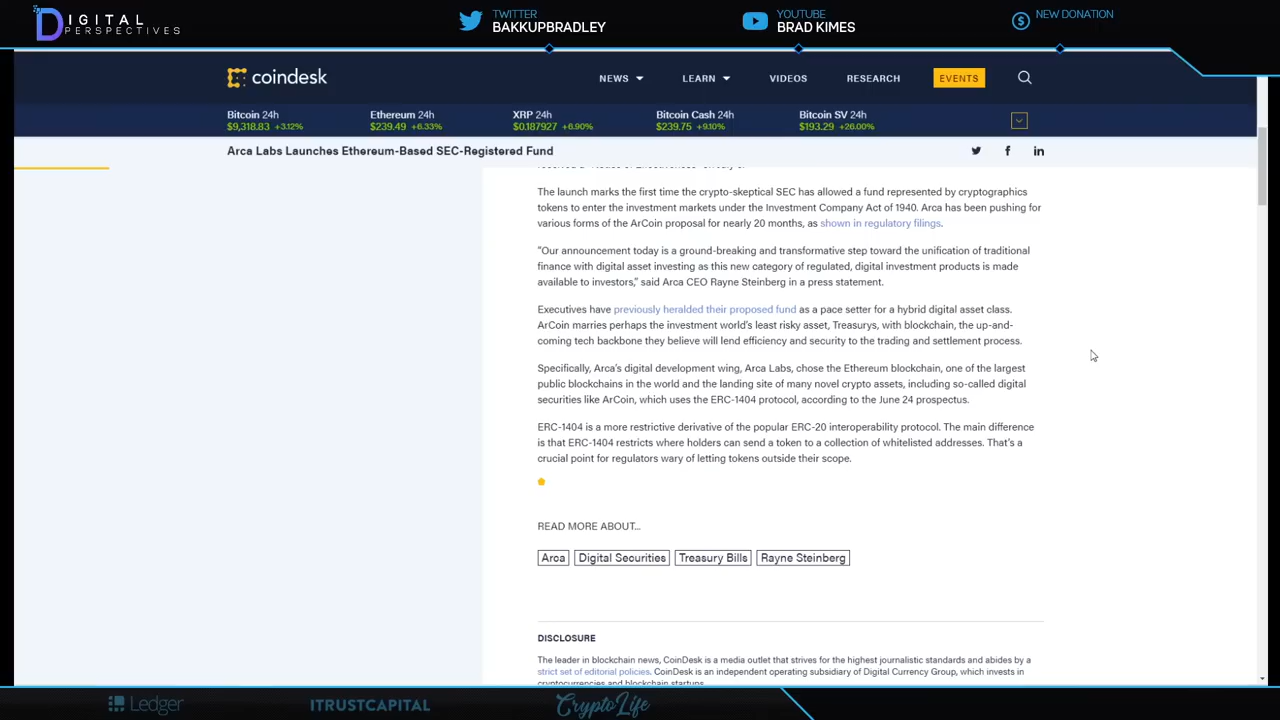 DIGITAL
PERSPECTIVES
TWITTER
BAKKUPBRADLEY
YOUTUBE
BRAD KIMES
$ NEW DONATION
coindesk
NEWS
LEARN
VIDEOS
RESEARCH
EVENTS
Bitcoin 24h
$9,318.83 +3.12%
Ethereum 24h
$239.49 +6.33%
XRP 24h
$0.187927 +6.90%
Bitcoin Cash 24h
$239.75 +9.10%
Bitcoin SV 24h
$193.29 +26.00%
Arca Labs Launches Ethereum-Based SEC-Registered Fund
The launch marks the first time the crypto-skeptical SEC has allowed a fund represented by cryptographics
tokens to enter the investment markets under the Investment Company Act of 1940. Arca has been pushing for
various forms of the ArCoin proposal for nearly 20 months, as shown in regulatory filings.
“Our announcement today is a ground-breaking and transformative step toward the unification of traditional
finance with digital asset investing as this new category of regulated, digital investment products is made
available to investors,” said Arca CEO Rayne Steinberg in a press statement.
Executives have previously heralded their proposed fund as a pace setter for a hybrid digital asset class.
ArCoin marries perhaps the investment world’s least risky asset, Treasurys, with blockchain, the up-and-
coming tech backbone they believe will lend efficiency and security to the trading and settlement process.
Specifically, Arca’s digital development wing, Arca Labs, chose the Ethereum blockchain, one of the largest
public blockchains in the world and the landing site of many novel crypto assets, including so-called digital
securities like ArCoin, which uses the ERC-1404 protocol, according to the June 24 prospectus.
ERC-1404 is a more restrictive derivative of the popular ERC-20 interoperability protocol. The main difference
is that ERC-1404 restricts where holders can send a token to a collection of whitelisted addresses. That’s a
crucial point for regulators wary of letting tokens outside their scope.
READ MORE ABOUT...
Arca
Digital Securities
Treasury Bills
Rayne Steinberg
DISCLOSURE
The leader in blockchain news, CoinDesk is a media outlet that strives for the highest journalistic standards and abides by a
strict set of editorial policies. CoinDesk is an independent operating subsidiary of Digital Currency Group, which invests in
cryptocurrencies and blockchain startups.
Ledger
ITRUSTCAPITAL
CryptoLife